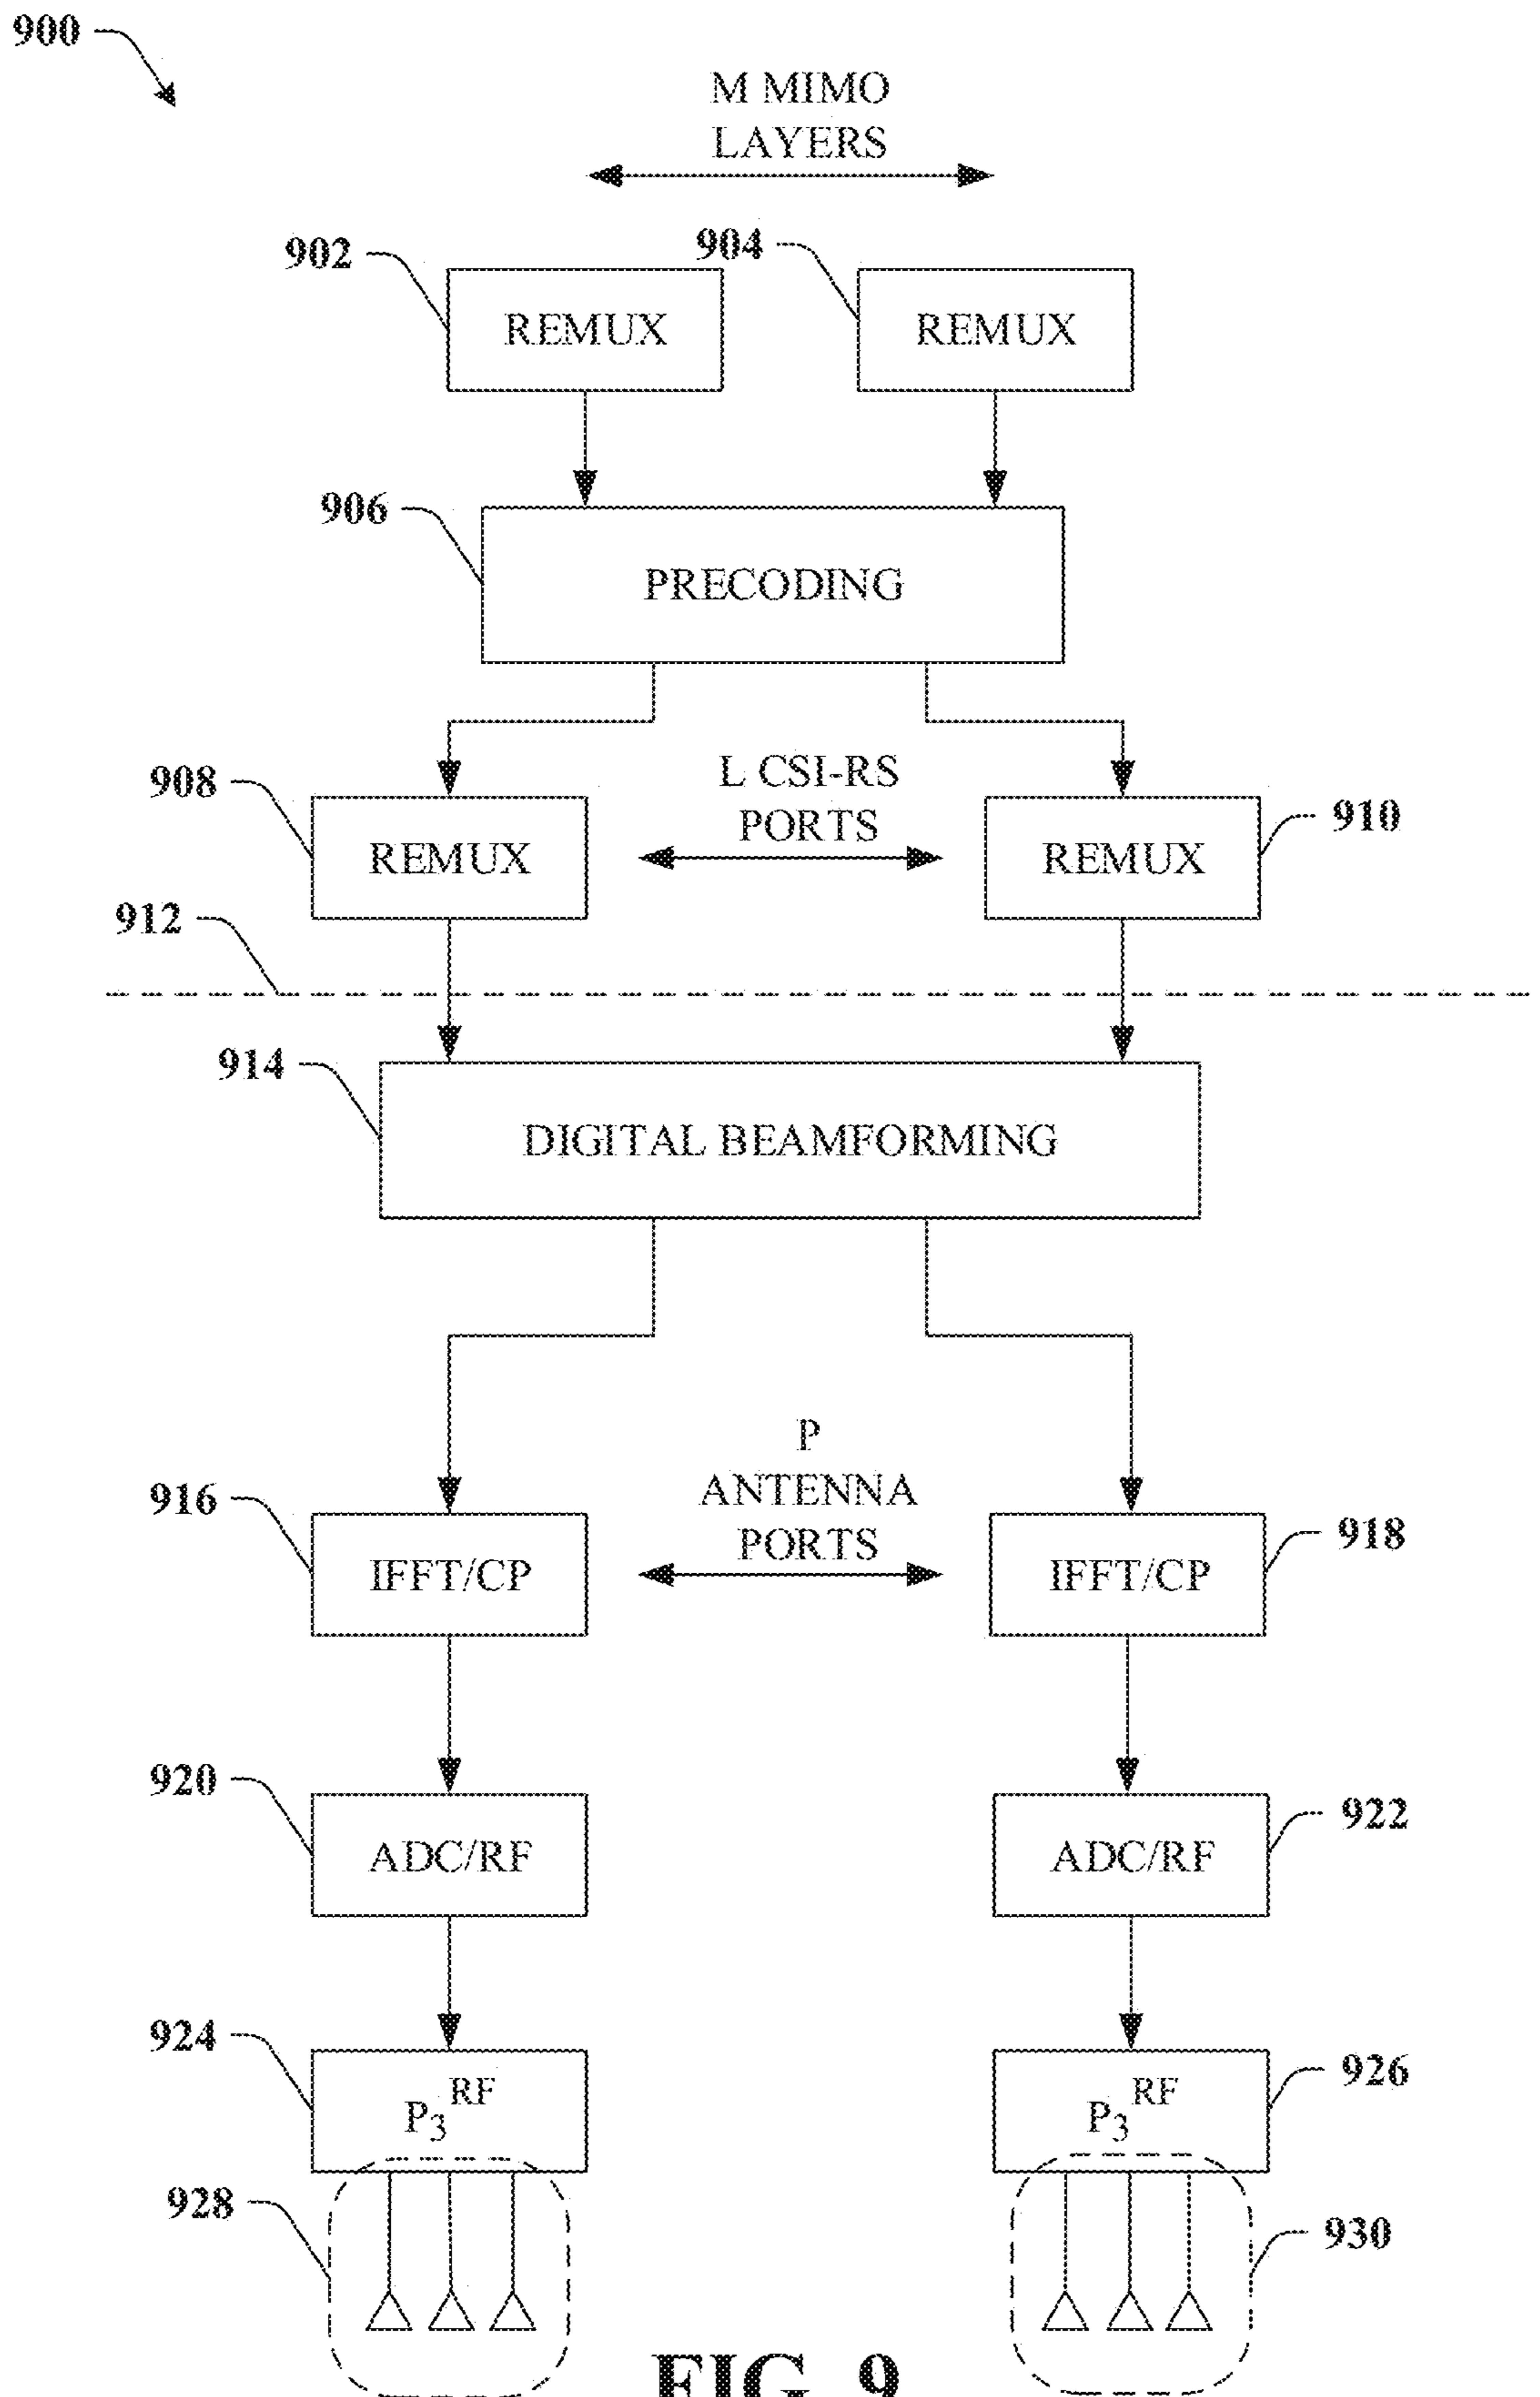 900
M MIMO
LAYERS
902
904
REMUX
REMUX
906
PRECODING
908
L CSI-RS
PORTS
910
REMUX
REMUX
912
914
DIGITAL BEAMFORMING
P
ANTENNA
PORTS
916
918
IFFT/CP
IFFT/CP
920
922
ADC/RF
ADC/RF
924
926
P3RF
P3RF
928
930
FIG. 9